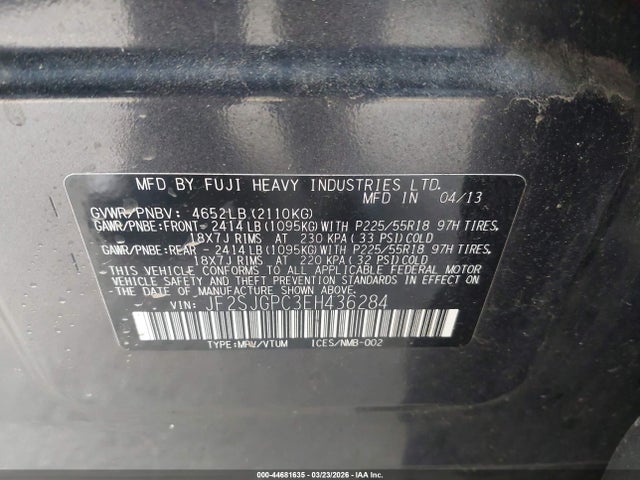 MFD BY FUJI HEAVY INDUSTRIES LTD.
MFD IN 04/13
GVWR/PNBV: 4652LB(2110KG)
GAWR/PNBE:FRONT- 2414LB(1095KG)WITH P225/55R18 97H TIRES,
18X7J RIMS AT 230 KPA(33 PSI)COLD
GAWR/PNBE:REAR - 2414LB(1095KG)WITH P225/55R18 97H TIRES,
18X7J RIMS AT 220 KPA(32 PSI)COLD
THIS VEHICLE CONFORMS TO ALL APPLICABLE FEDERAL MOTOR
VEHICLE SAFETY AND THEFT PREVENTION STANDARDS IN EFFECT
ON THE DATE OF MANUFACTURE SHOWN ABOVE.
VIN: JF2SJGPC3EH436284
TYPE:MRV/VTUM ICES/NMB-002
000-44681635 - 03/23/2026 - IAA Inc.